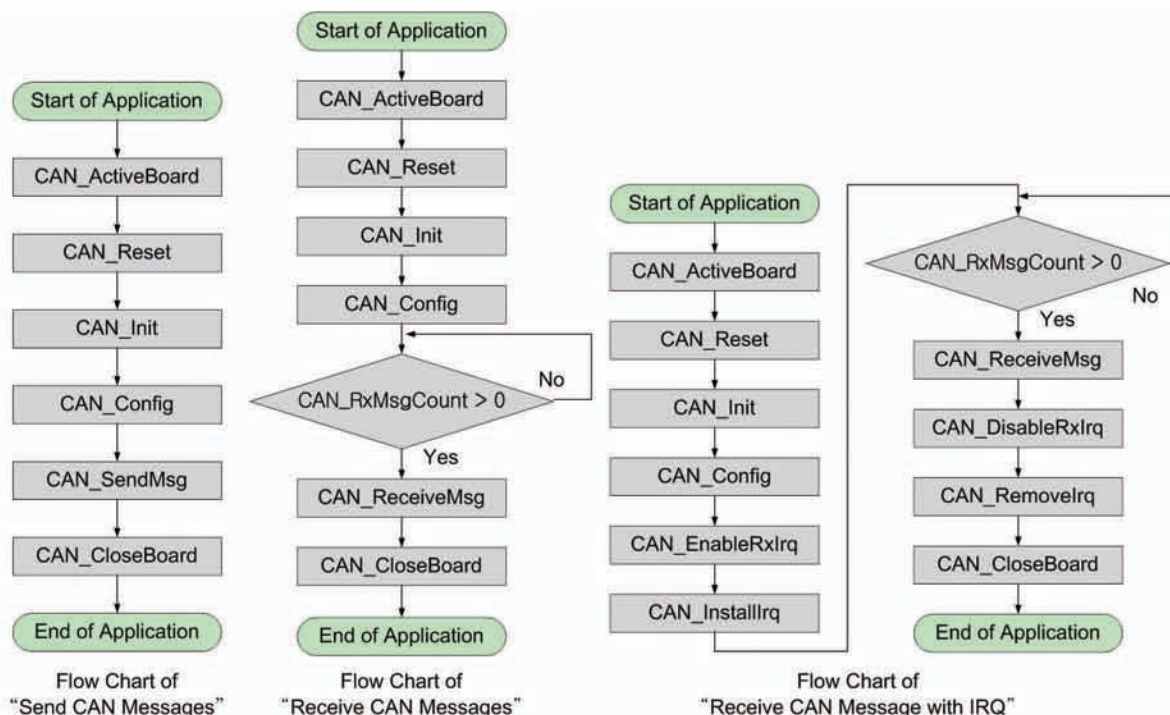 Start of Application
CAN_ActiveBoard
CAN_Reset
CAN_Init
CAN_Config
CAN_SendMsg
CAN_CloseBoard
End of Application
Flow Chart of
“Send CAN Messages”
Start of Application
CAN_ActiveBoard
CAN_Reset
CAN_Init
CAN_Config
CAN_RxMsgCount > 0
No
Yes
CAN_ReceiveMsg
CAN_CloseBoard
End of Application
Flow Chart of
“Receive CAN Messages”
Start of Application
CAN_ActiveBoard
CAN_Reset
CAN_Init
CAN_Config
CAN_EnableRxIrq
CAN_InstallIrq
CAN_RxMsgCount > 0
No
Yes
CAN_ReceiveMsg
CAN_DisableRxIrq
CAN_RemoveIrq
CAN_CloseBoard
End of Application
Flow Chart of
“Receive CAN Message with IRQ”